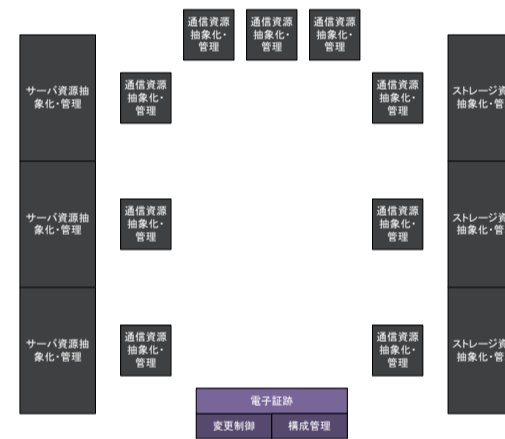 通信資源
抽象化・
管理
通信資源
抽象化・
管理
通信資源
抽象化・
管理
サーバ資源抽
象化・管理
通信資源
抽象化・
管理
通信資源
抽象化・
管理
ストレージ資
抽象化・管
サーバ資源抽
象化・管理
通信資源
抽象化・
管理
通信資源
抽象化・
管理
ストレージ資
抽象化・管
サーバ資源抽
象化・管理
通信資源
抽象化・
管理
通信資源
抽象化・
管理
ストレージ資
抽象化・管
電子証跡
変更制御
構成管理